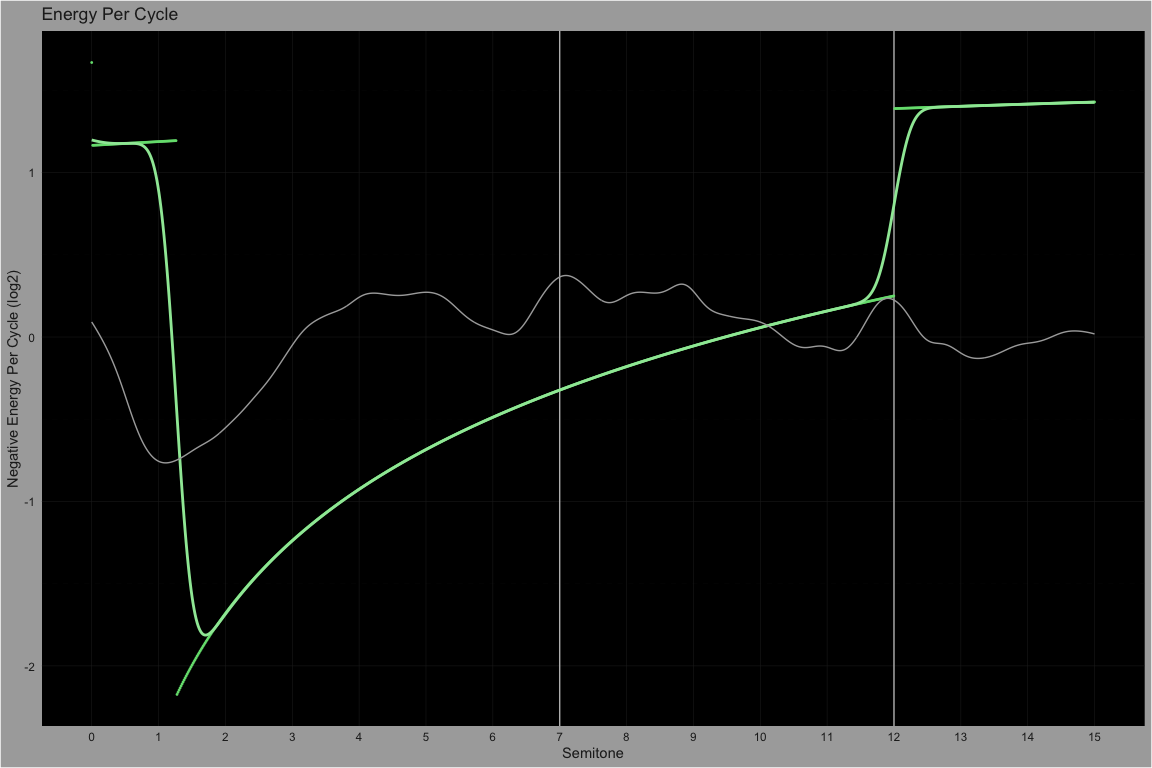 Energy Per Cycle
Negative Energy Per Cycle (log2)
1
0
-1
-2
0 1 2 3 4 5 6 7 8 9 10 11 12 13 14 15
Semitone